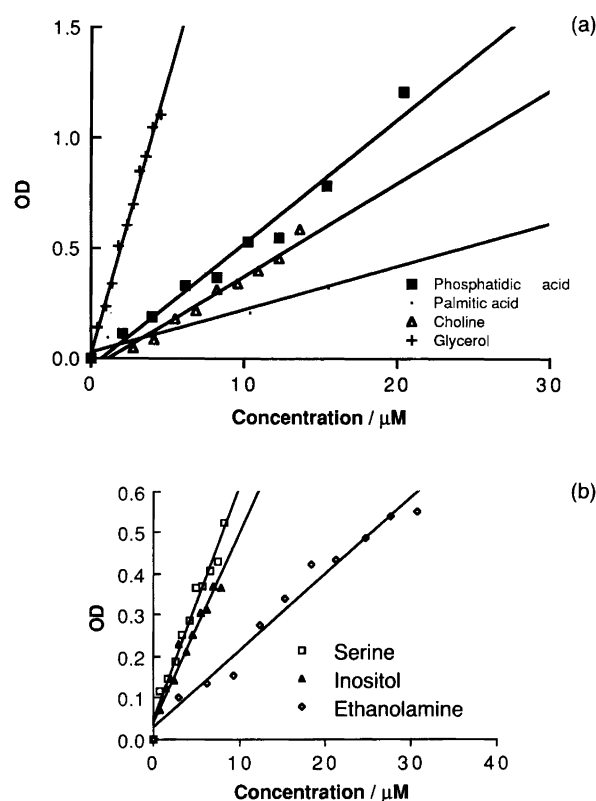 (a)
1.5
1.0
0.5
0.0
OD
Phosphatidic acid
Palmitic acid
Choline
Glycerol
0 10 20 30
Concentration / μM
(b)
0.6
0.5
0.4
0.3
0.2
0.1
0.0
OD
Serine
Inositol
Ethanolamine
0 10 20 30 40
Concentration / μM